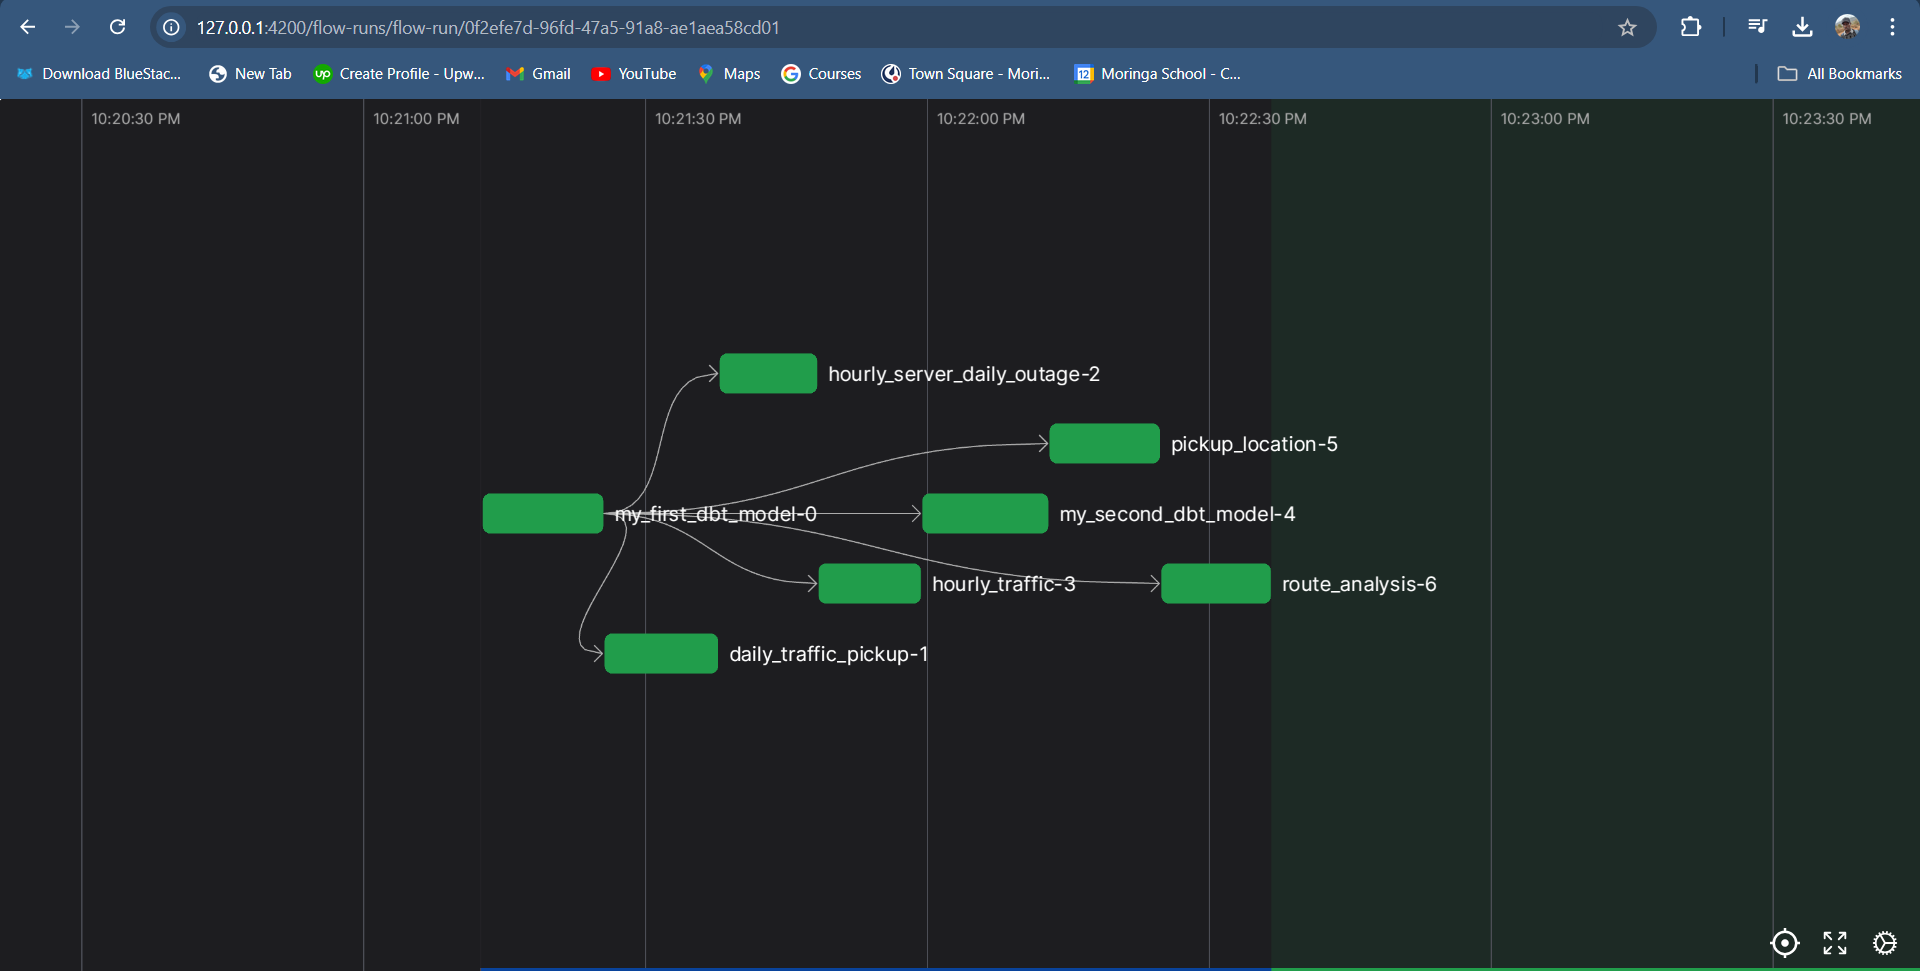 127.0.0.1:4200/flow-runs/flow-run/0f2efe7d-96fd-47a5-91a8-ae1aea58cd01
Download BlueStac... New Tab up Create Profile - Upw... Gmail YouTube Maps Courses Town Square - Mori... 12 Moringa School - C... All Bookmarks
10:20:30 PM 10:21:00 PM 10:21:30 PM 10:22:00 PM 10:22:30 PM 10:23:00 PM 10:23:30 PM
hourly_server_daily_outage-2
pickup_location-5
my_first_dbt_model-0 my_second_dbt_model-4
hourly_traffic-3 route_analysis-6
daily_traffic_pickup-1